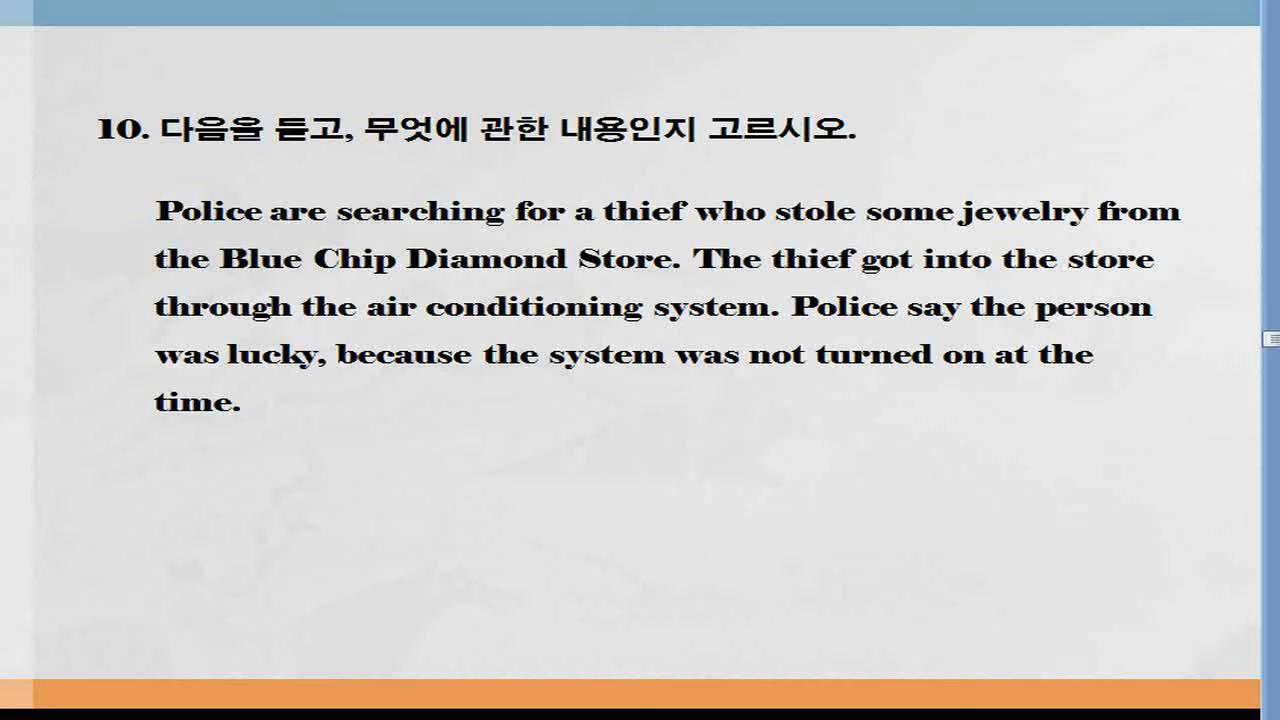 10. 다음을 듣고, 무엇에 관한 내용인지 고르시오.
Police are searching for a thief who stole some jewelry from
the Blue Chip Diamond Store. The thief got into the store
through the air conditioning system. Police say the person
was lucky, because the system was not turned on at the
time.